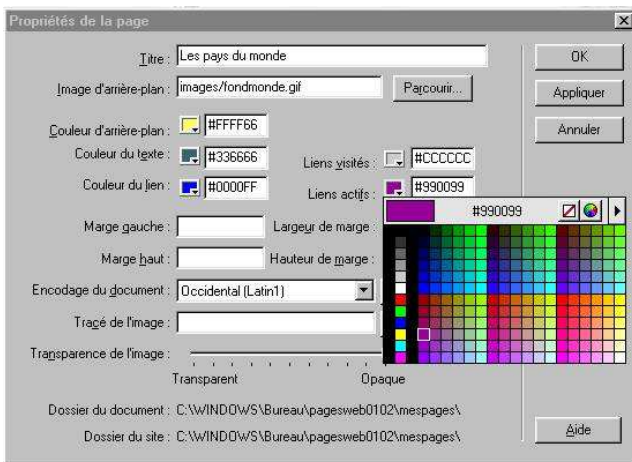 Propriétés de la page
Titre : Les pays du monde
OK
Image d'arrière-plan : images/fondmonde.gif Parcourir...
Appliquer
Couleur d'arrière-plan : #FFFF66
Annuler
Couleur du texte : #336666 Liens visités : #CCCCCC
Couleur du lien : #0000FF Liens actifs : #990099
#990099
Marge gauche : Largeur de marge :
Marge haut : Hauteur de marge :
Encodage du document : Occidental (Latin1)
Tracé de l'image :
Transparence de l'image :
Transparent Opaque
Dossier du document : C:\WINDOWS\Bureau\pagesweb0102\mespages\
Dossier du site : C:\WINDOWS\Bureau\pagesweb0102\mespages\
Aide